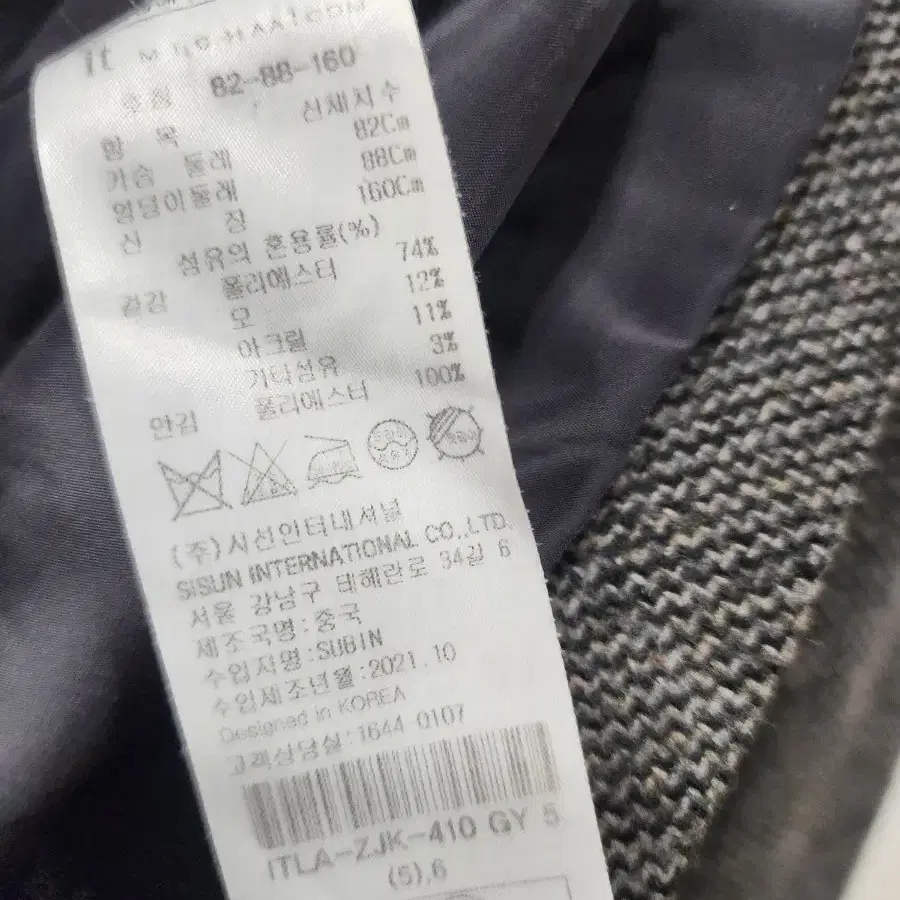 it
호칭 82-88-160
항 목 신체치수
가슴 둘레 82Cm
엉덩이둘레 88Cm
신 장 160Cm
섬유의 혼용률(%)
겉감 폴리에스터 74%
모 12%
아크릴 11%
기타섬유 3%
안감 폴리에스터 100%
(주)시선인터내셔널
SISUN INTERNATIONAL CO.,LTD.
서울 강남구 테헤란로 34길 6
제조국명:중국
수입자명:SUBIN
수입제조년월:2021.10
Designed in KOREA
고객상담실:1644-0107
ITLA-ZJK-410 GY 5
(5),6